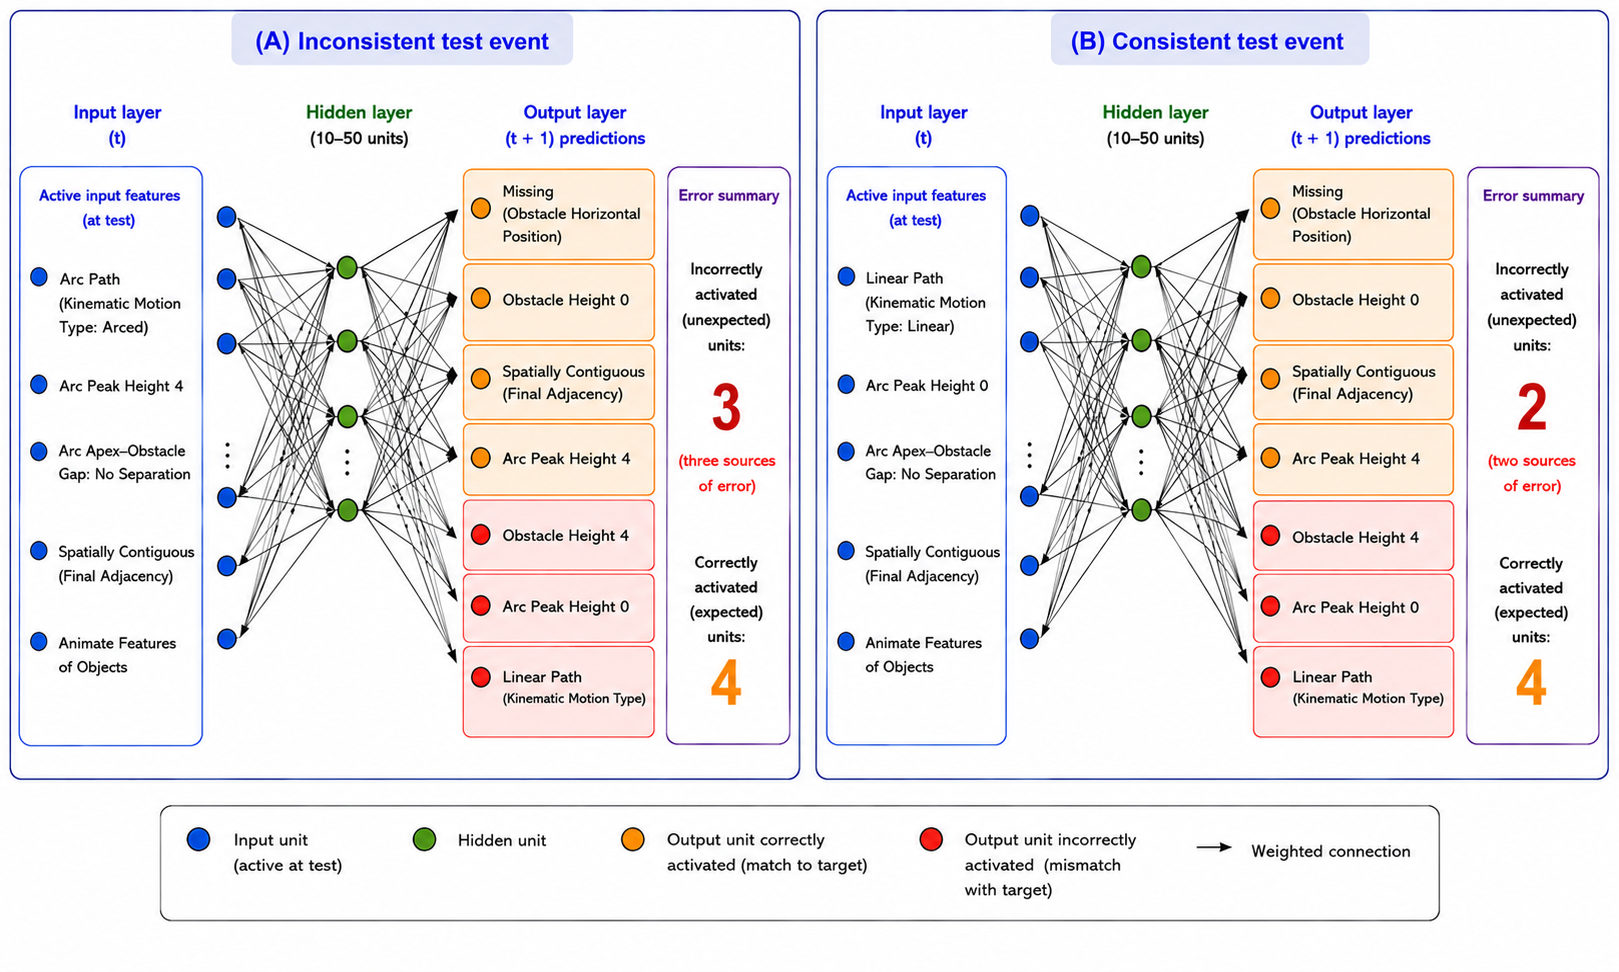 (A) Inconsistent test event
Input layer
(t)
Hidden layer
(10–50 units)
Output layer
(t + 1) predictions
Active input features
(at test)
Arc Path
(Kinematic Motion
Type: Arced)
Arc Peak Height 4
Arc Apex–Obstacle
Gap: No Separation
Spatially Contiguous
(Final Adjacency)
Animate Features
of Objects
Missing
(Obstacle Horizontal
Position)
Obstacle Height 0
Spatially Contiguous
(Final Adjacency)
Arc Peak Height 4
Obstacle Height 4
Arc Peak Height 0
Linear Path
(Kinematic Motion Type)
Error summary
Incorrectly
activated
(unexpected)
units:
3
(three sources
of error)
Correctly
activated
(expected)
units:
4
(B) Consistent test event
Input layer
(t)
Hidden layer
(10–50 units)
Output layer
(t + 1) predictions
Active input features
(at test)
Linear Path
(Kinematic Motion
Type: Linear)
Arc Peak Height 0
Arc Apex–Obstacle
Gap: No Separation
Spatially Contiguous
(Final Adjacency)
Animate Features
of Objects
Missing
(Obstacle Horizontal
Position)
Obstacle Height 0
Spatially Contiguous
(Final Adjacency)
Arc Peak Height 4
Obstacle Height 4
Arc Peak Height 0
Linear Path
(Kinematic Motion Type)
Error summary
Incorrectly
activated
(unexpected)
units:
2
(two sources
of error)
Correctly
activated
(expected)
units:
4
Input unit
(active at test)
Hidden unit
Output unit correctly
activated (match to target)
Output unit incorrectly
activated (mismatch
with target)
Weighted connection